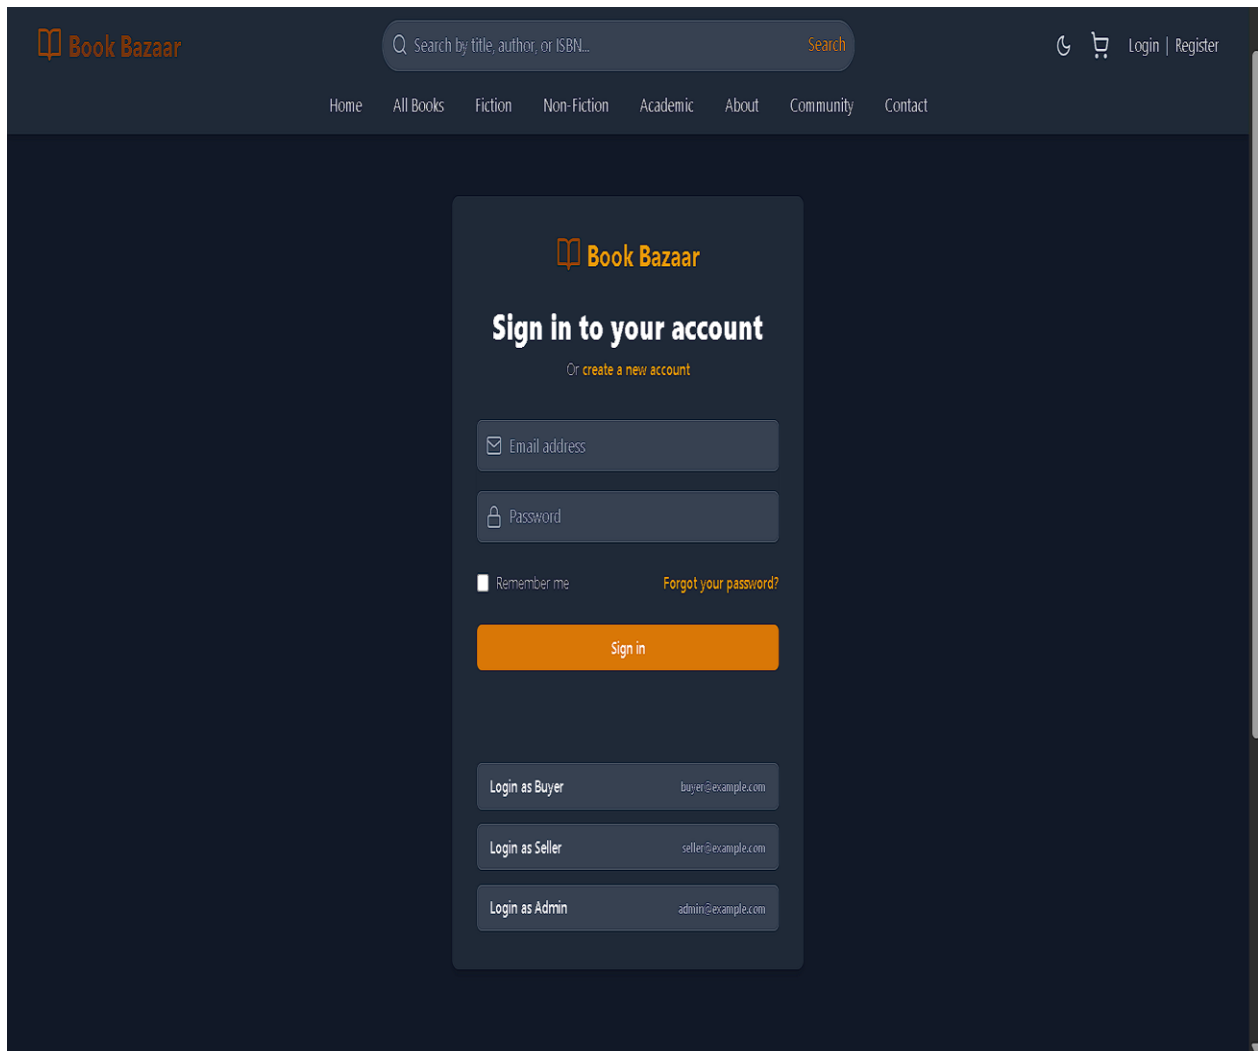 Book Bazaar
Search by title, author, or ISBN...
Search
Login | Register
Home All Books Fiction Non-Fiction Academic About Community Contact
Book Bazaar
Sign in to your account
Or create a new account
Email address
Password
Remember me Forgot your password?
Sign in
Login as Buyer buyer@example.com
Login as Seller seller@example.com
Login as Admin admin@example.com